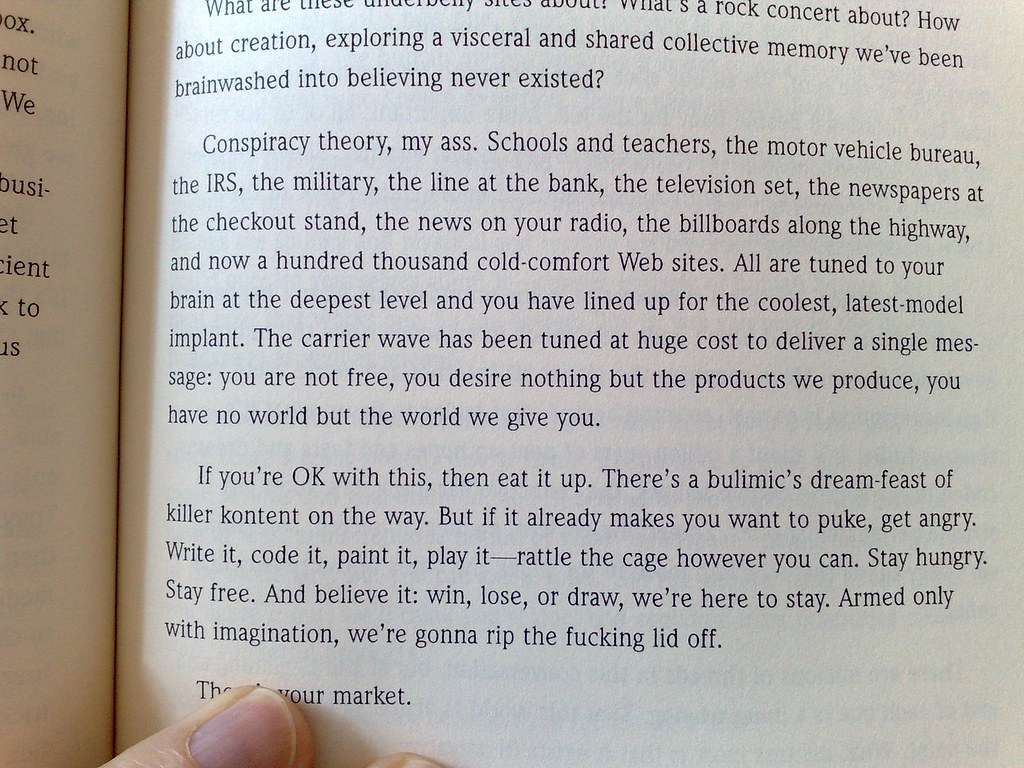 ox.
not
We
busi-
et
cient
k to
us
What are these underbelly sites about? What's a rock concert about? How
about creation, exploring a visceral and shared collective memory we've been
brainwashed into believing never existed?
Conspiracy theory, my ass. Schools and teachers, the motor vehicle bureau,
the IRS, the military, the line at the bank, the television set, the newspapers at
the checkout stand, the news on your radio, the billboards along the highway,
and now a hundred thousand cold-comfort Web sites. All are tuned to your
brain at the deepest level and you have lined up for the coolest, latest-model
implant. The carrier wave has been tuned at huge cost to deliver a single mes-
sage: you are not free, you desire nothing but the products we produce, you
have no world but the world we give you.
If you're OK with this, then eat it up. There's a bulimic's dream-feast of
killer kontent on the way. But if it already makes you want to puke, get angry.
Write it, code it, paint it, play it—rattle the cage however you can. Stay hungry.
Stay free. And believe it: win, lose, or draw, we're here to stay. Armed only
with imagination, we're gonna rip the fucking lid off.
your market.